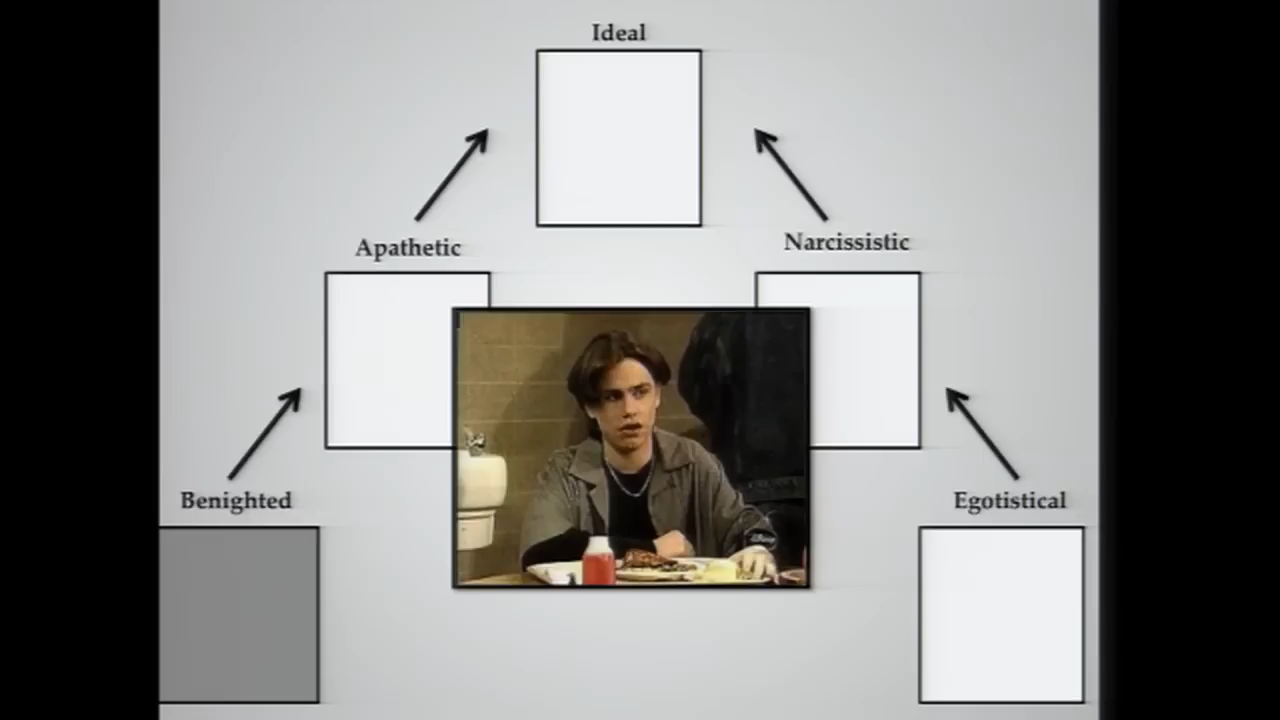 Ideal
Apathetic
Narcissistic
Benighted
Egotistical